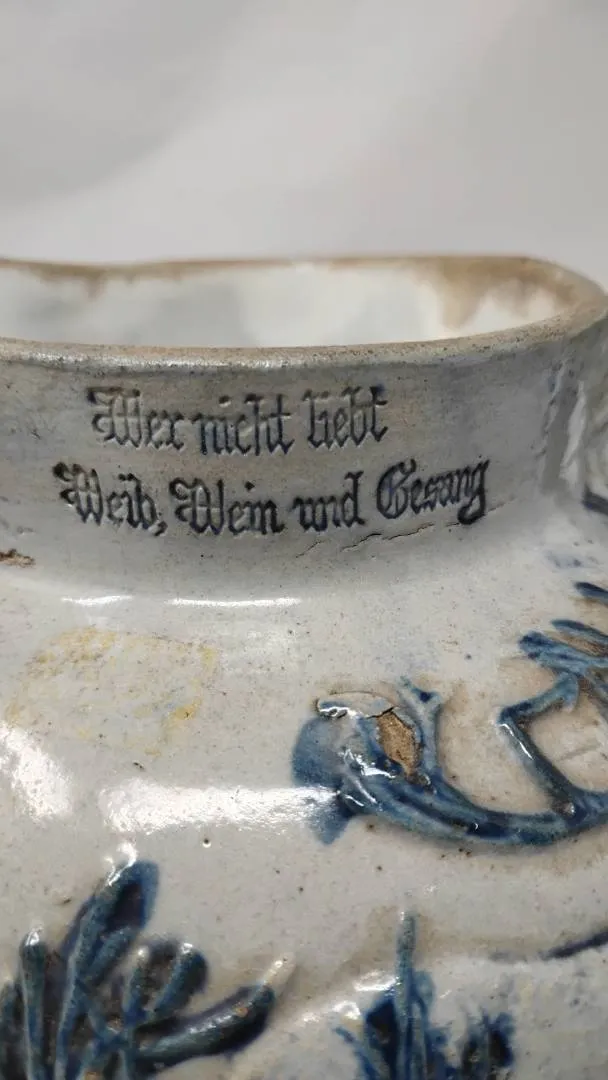 Wer nicht liebt
Weib, Wein und Gesang